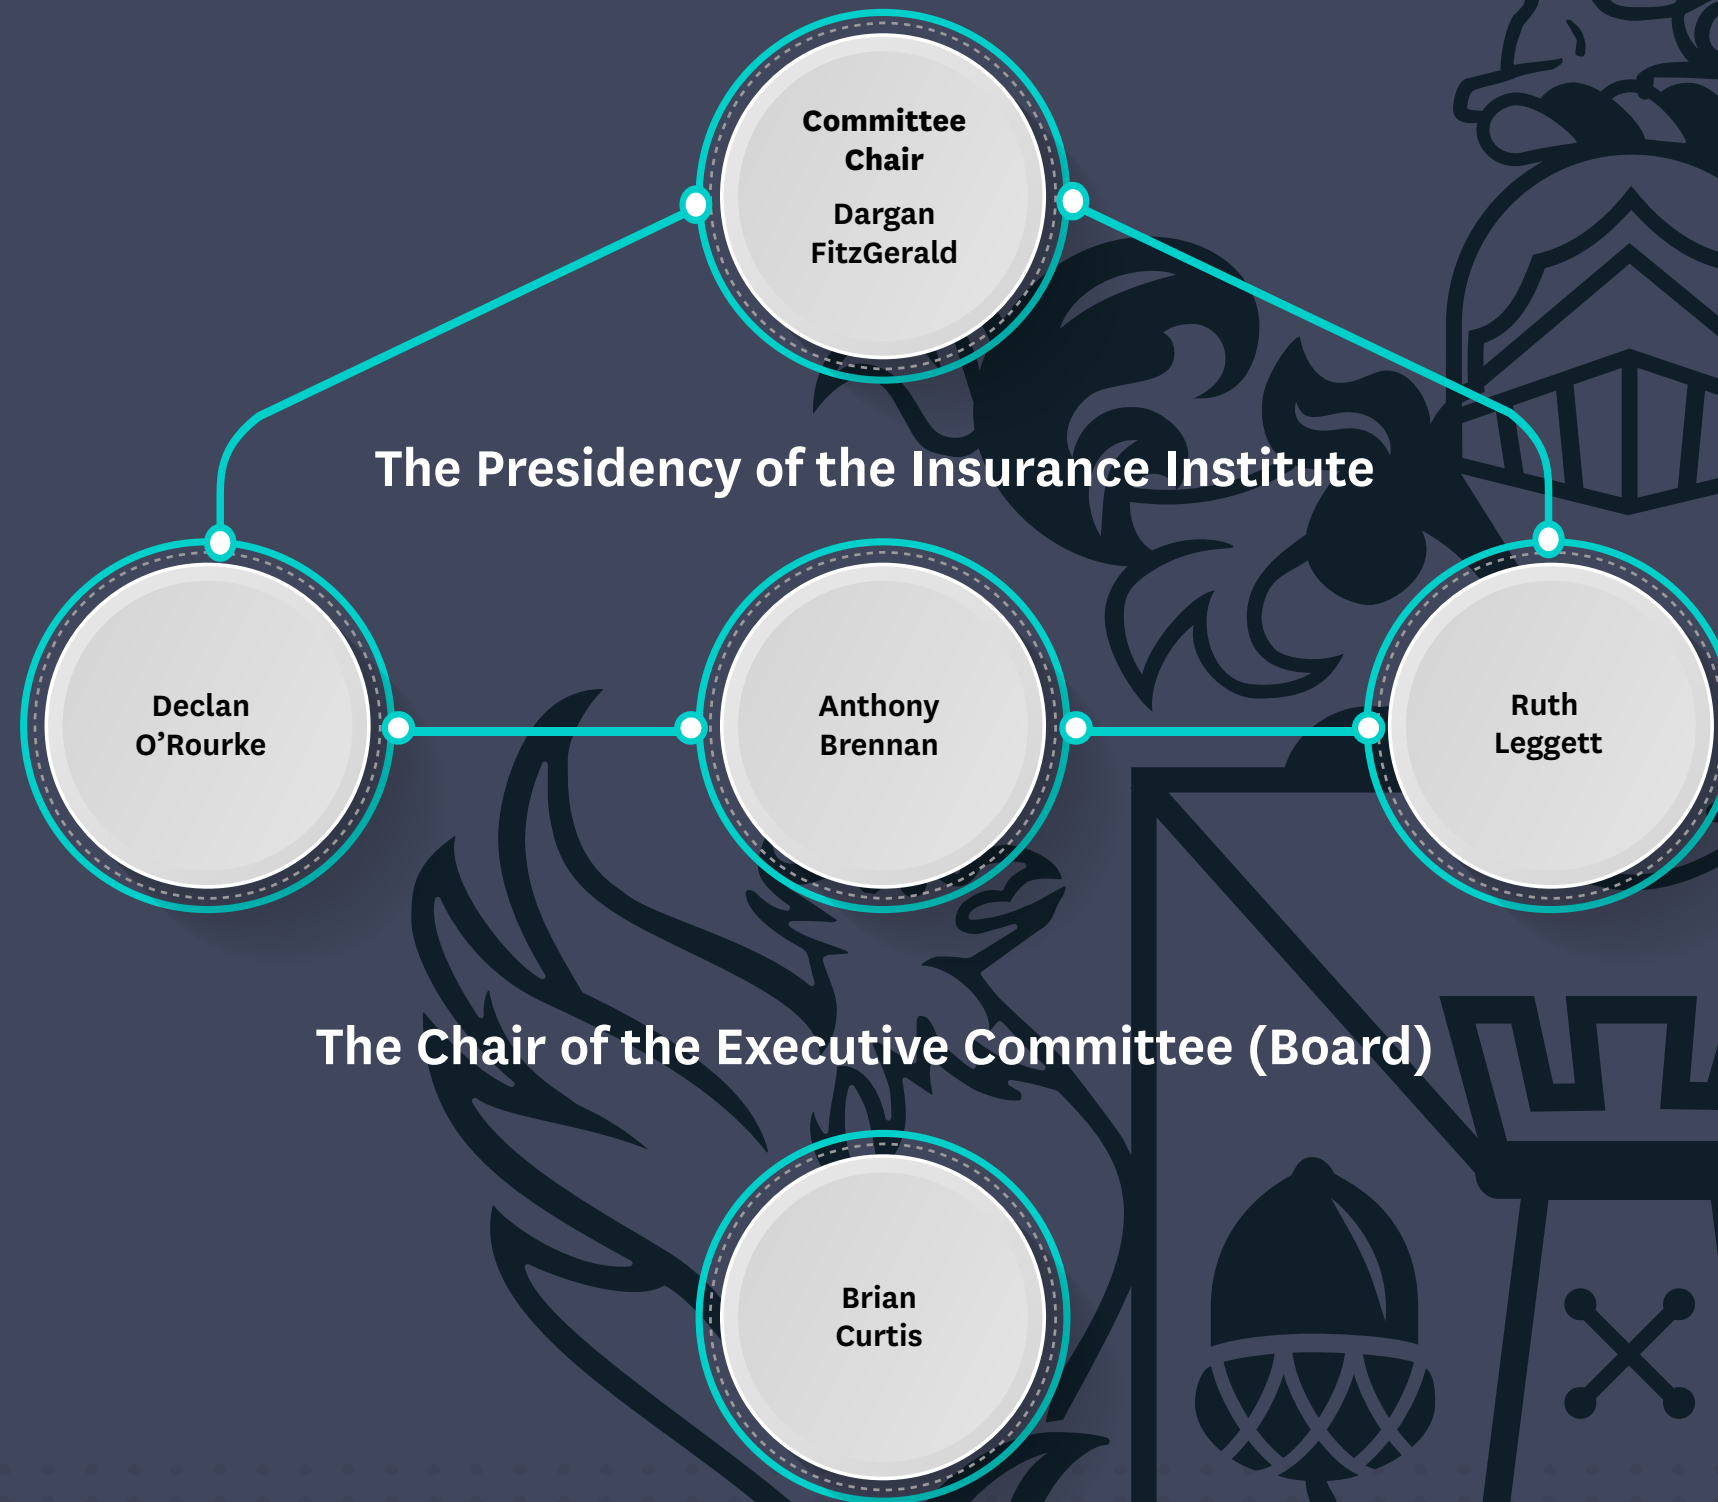 Committee
Chair
Dargan
FitzGerald
The Presidency of the Insurance Institute
Declan
O’Rourke
Anthony
Brennan
Ruth
Leggett
The Chair of the Executive Committee (Board)
Brian
Curtis